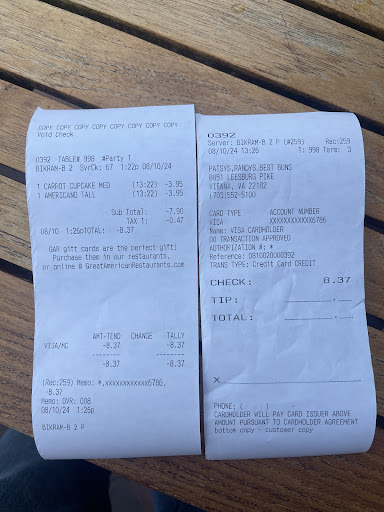 COPY COPY COPY COPY COPY COPY COPY COPY
Void Check
0392 TABLE# 998 #Party 1
BIKRAM-B 2 SvrCk: 67 1:22p 08/10/24
1 CARROT CUPCAKE MED (13:22) -3.95
1 AMERICANO TALL (13:22) -3.95
Sub Total: -7.90
TAX 1: -0.47
08/10 1:26pTOTAL: -8.37
GAR gift cards are the perfect gift!
Purchase them in our restaurants,
or online @ GreatAmericanRestaurants.com
AMT-TEND CHANGE TALLY
VISA/MC -8.37 -8.37
-------- --------
-8.37 -8.37
(Rec:259) Memo: *,xxxxxxxxxxxx6786,
-8.37
Memo: OVR: 008
08/10/24 1:26p
BIKRAM-B 2 P
0392
Server: BIKRAM-B 2 P (#259) Rec:259
08/10/24 13:26 T: 998 Term: 3
PATSYS,RANDYS,BEST BUNS
8051 LEESBURG PIKE
VIENNA, VA 22182
(703)552-5100
CARD TYPE ACCOUNT NUMBER
VISA XXXXXXXXXXXX6786
Name: VISA CARDHOLDER
00 TRANSACTION APPROVED
AUTHORIZATION #: *
Reference: 0810020000392
TRANS TYPE: Credit Card CREDIT
CHECK: 8.37
TIP: ______.__
TOTAL: ______.__
X
PHONE: ( )
CARDHOLDER WILL PAY CARD ISSUER ABOVE
AMOUNT PURSUANT TO CARDHOLDER AGREEMENT
bottom copy - customer copy